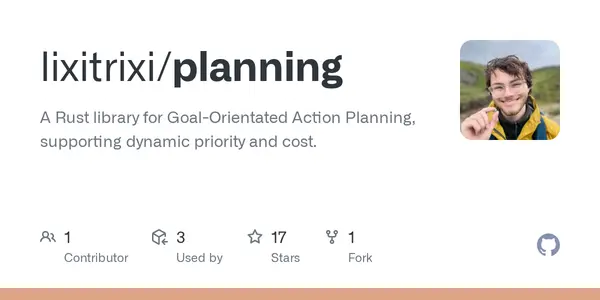 lixitrixi/planning
A Rust library for Goal-Orientated Action Planning,
supporting dynamic priority and cost.
1
Contributor
3
Used by
17
Stars
1
Fork